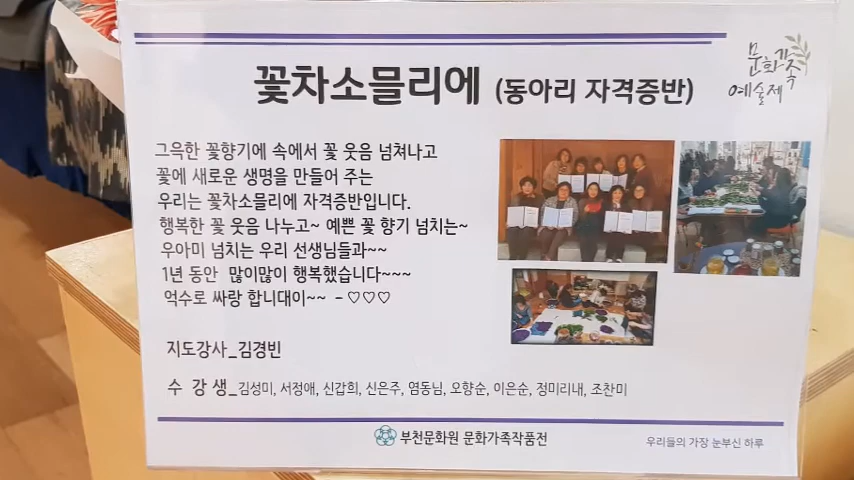 꽃차소믈리에 (동아리 자격증반)
문화꽃
예술제
그윽한 꽃향기에 속에서 꽃 웃음 넘쳐나고
꽃에 새로운 생명을 만들어 주는
우리는 꽃차소믈리에 자격증반입니다.
행복한 꽃 웃음 나누고~ 예쁜 꽃 향기 넘치는~
우아미 넘치는 우리 선생님들과~~
1년 동안 많이많이 행복했습니다~~~
억수로 싸랑 합니대이~~ -♡♡♡
지도강사_김경빈
수 강 생_김성미, 서정애, 신갑희, 신은주, 염동님, 오향순, 이은순, 정미리내, 조찬미
부천문화원 문화가족작품전
우리들의 가장 눈부신 하루